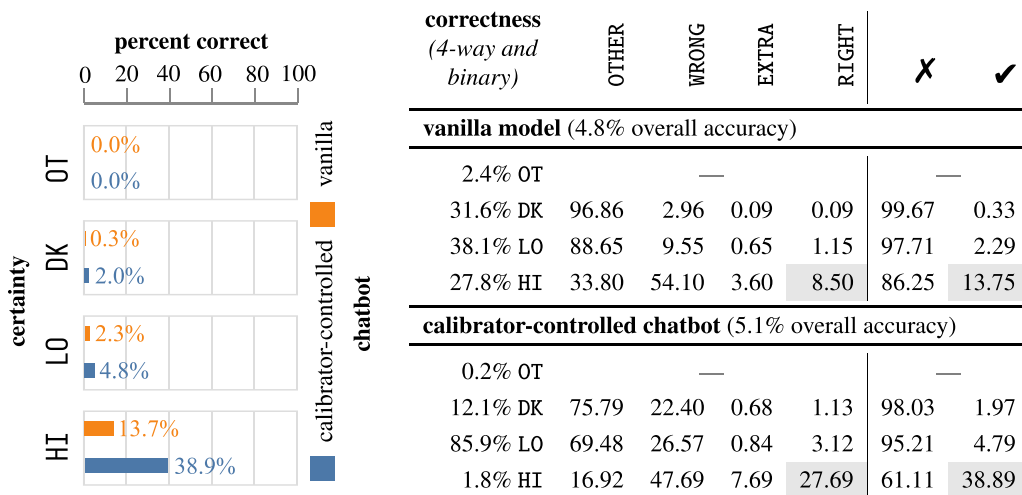 percent correct
0 20 40 60 80 100
certainty
OT
0.0%
0.0%
DK
0.3%
2.0%
LO
2.3%
4.8%
HI
13.7%
38.9%
vanilla
calibrator-controlled
chatbot
correctness
(4-way and
binary)
OTHER WRONG EXTRA RIGHT ✗ ✔
vanilla model (4.8% overall accuracy)
2.4% OT — —
31.6% DK 96.86 2.96 0.09 0.09 99.67 0.33
38.1% LO 88.65 9.55 0.65 1.15 97.71 2.29
27.8% HI 33.80 54.10 3.60 8.50 86.25 13.75
calibrator-controlled chatbot (5.1% overall accuracy)
0.2% OT — —
12.1% DK 75.79 22.40 0.68 1.13 98.03 1.97
85.9% LO 69.48 26.57 0.84 3.12 95.21 4.79
1.8% HI 16.92 47.69 7.69 27.69 61.11 38.89